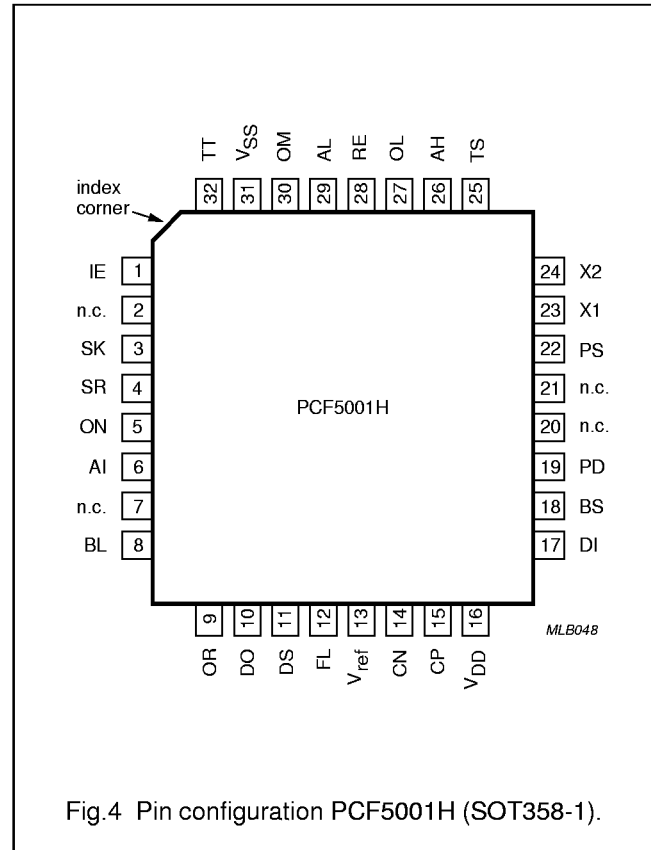 TT VSS OM AL RE OL AH TS
32 31 30 29 28 27 26 25
index
corner
IE 1 24 X2
n.c. 2 23 X1
SK 3 22 PS
SR 4 21 n.c.
PCF5001H
ON 5 20 n.c.
AI 6 19 PD
n.c. 7 18 BS
BL 8 17 DI
9 10 11 12 13 14 15 16
MLB048
OR DO DS FL Vref CN CP VDD
Fig.4 Pin configuration PCF5001H (SOT358-1).